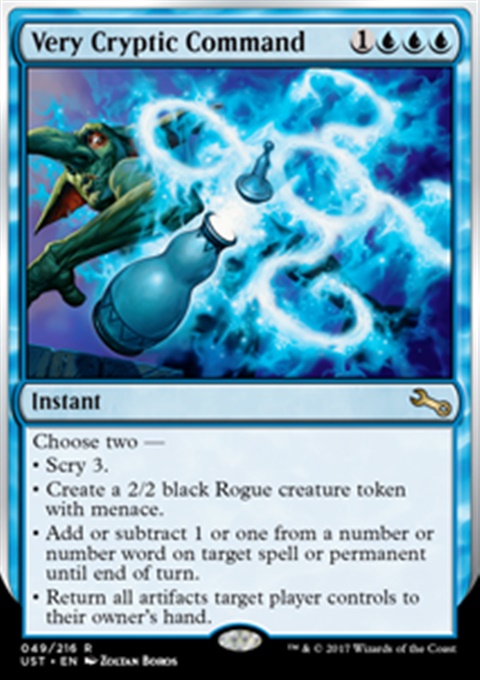 Very Cryptic Command 1
Instant
Choose two —
• Scry 3.
• Create a 2/2 black Rogue creature token
with menace.
• Add or subtract 1 or one from a number or
number word on target spell or permanent
until end of turn.
• Return all artifacts target player controls to
their owner's hand.
049/216 R
UST • EN Zoltan Boros
™ & © 2017 Wizards of the Coast